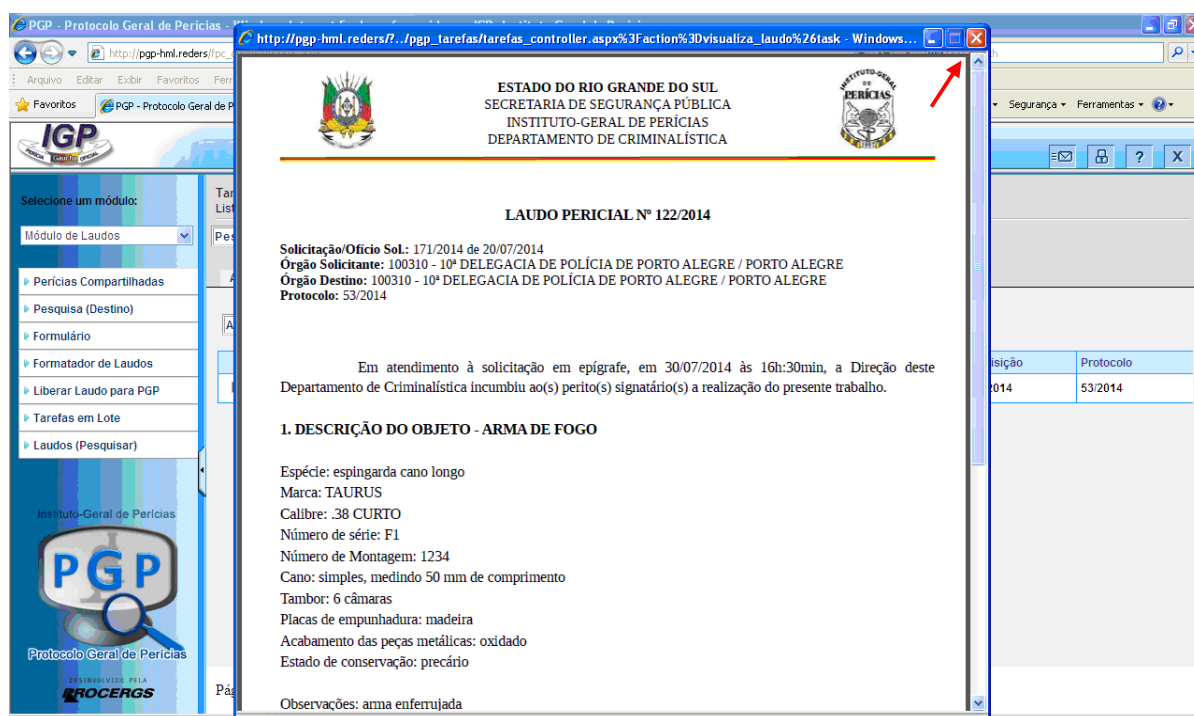 PGP - Protocolo Geral de Perícias -
http://pgp-hml.reders/?../pgp_tarefas/tarefas_controller.aspx%3Faction%3Dvisualiza_laudo%26task - Windows...
http://pgp-hml.reders/fpc_
Arquivo Editar Exibir Favoritos Ferr
Favoritos
PGP - Protocolo Geral de P
Segurança
Ferramentas
IGP
?
X
Selecione um módulo:
Módulo de Laudos
Perícias Compartilhadas
Pesquisa (Destino)
Formulário
Formatador de Laudos
Liberar Laudo para PGP
Tarefas em Lote
Laudos (Pesquisar)
Instituto-Geral de Perícias
PGP
Protocolo Geral de Perícias
DESENVOLVIDO PELA
PROCERGS
Tar
List
Pes
Pág
isição
Protocolo
2014
53/2014
ESTADO DO RIO GRANDE DO SUL
SECRETARIA DE SEGURANÇA PÚBLICA
INSTITUTO-GERAL DE PERÍCIAS
DEPARTAMENTO DE CRIMINALÍSTICA
LAUDO PERICIAL Nº 122/2014
Solicitação/Ofício Sol.: 171/2014 de 20/07/2014
Órgão Solicitante: 100310 - 10ª DELEGACIA DE POLÍCIA DE PORTO ALEGRE / PORTO ALEGRE
Órgão Destino: 100310 - 10ª DELEGACIA DE POLÍCIA DE PORTO ALEGRE / PORTO ALEGRE
Protocolo: 53/2014
Em atendimento à solicitação em epígrafe, em 30/07/2014 às 16h:30min, a Direção deste
Departamento de Criminalística incumbiu ao(s) perito(s) signatário(s) a realização do presente trabalho.
1. DESCRIÇÃO DO OBJETO - ARMA DE FOGO
Espécie: espingarda cano longo
Marca: TAURUS
Calibre: .38 CURTO
Número de série: F1
Número de Montagem: 1234
Cano: simples, medindo 50 mm de comprimento
Tambor: 6 câmaras
Placas de empunhadura: madeira
Acabamento das peças metálicas: oxidado
Estado de conservação: precário
Observações: arma enferrujada